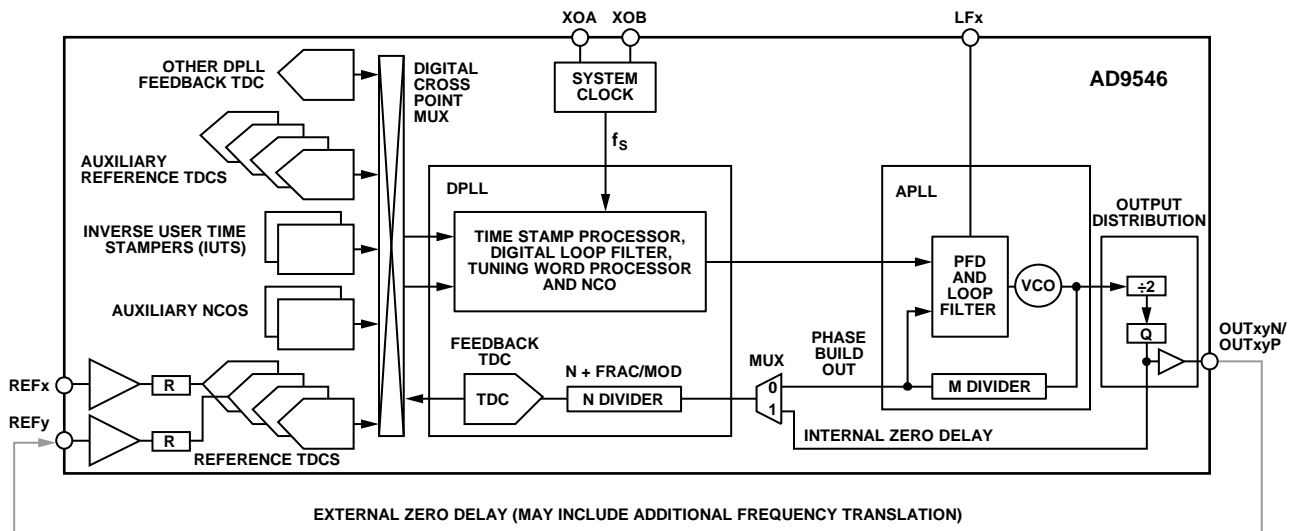 XOA
XOB
LFx
OTHER DPLL
FEEDBACK TDC
DIGITAL
CROSS
POINT
MUX
SYSTEM
CLOCK
AD9546
fS
AUXILIARY
REFERENCE TDCS
DPLL
APLL
OUTPUT
DISTRIBUTION
INVERSE USER TIME
STAMPERS (IUTS)
TIME STAMP PROCESSOR,
DIGITAL LOOP FILTER,
TUNING WORD PROCESSOR
AND NCO
PFD
AND
LOOP
FILTER
VCO
÷2
Q
OUTxyN/
OUTxyP
AUXILIARY NCOS
FEEDBACK
TDC
TDC
N + FRAC/MOD
N DIVIDER
MUX
0
1
PHASE
BUILD
OUT
M DIVIDER
REFx
R
REFy
R
REFERENCE TDCS
INTERNAL ZERO DELAY
EXTERNAL ZERO DELAY (MAY INCLUDE ADDITIONAL FREQUENCY TRANSLATION)